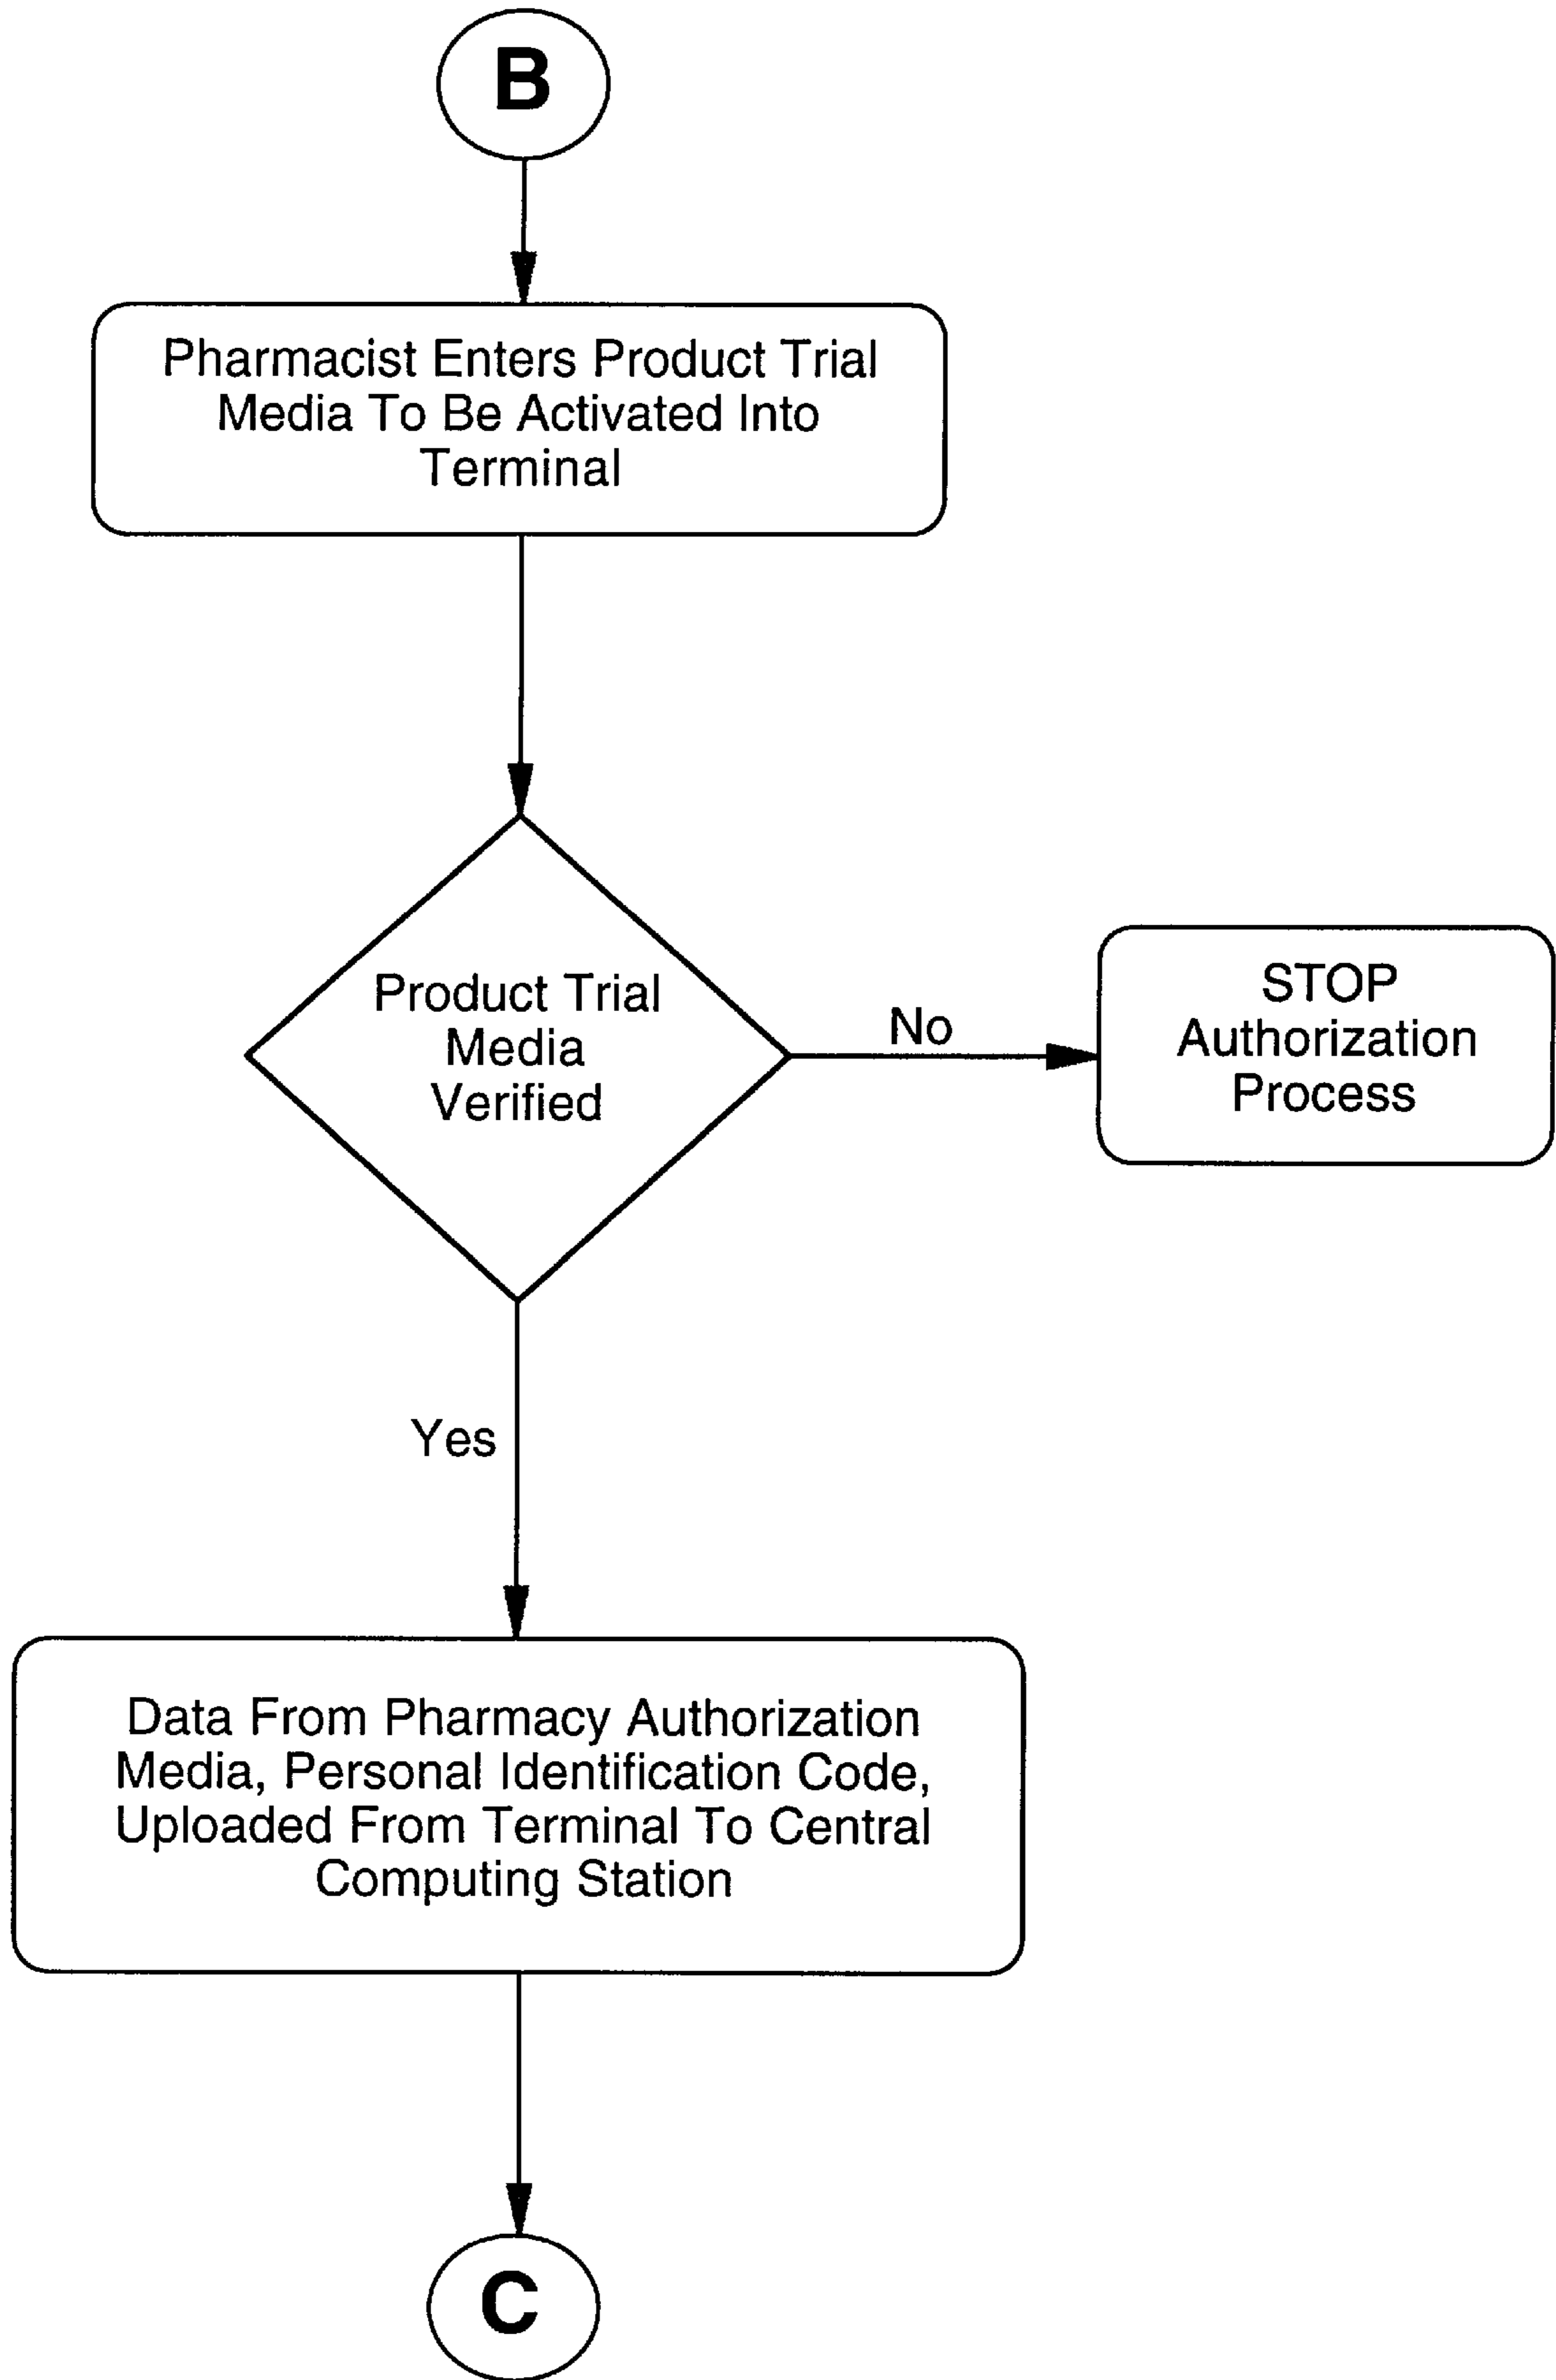 B
Pharmacist Enters Product Trial
Media To Be Activated Into
Terminal
Product Trial
Media
Verified
No
STOP
Authorization
Process
Yes
Data From Pharmacy Authorization
Media, Personal Identification Code,
Uploaded From Terminal To Central
Computing Station
C